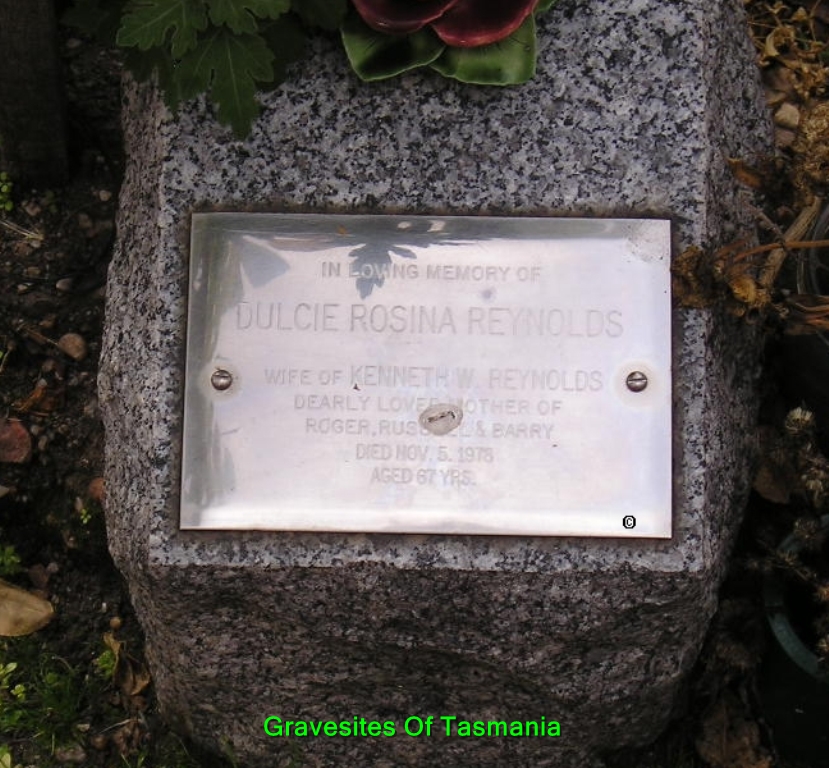 IN LOVING MEMORY OF
DULCIE ROSINA REYNOLDS
WIFE OF KENNETH W. REYNOLDS
DEARLY LOVED MOTHER OF
ROGER, RUSSELL & BARRY
DIED NOV. 5. 1978
AGED 67 YRS.
©
Gravesites Of Tasmania